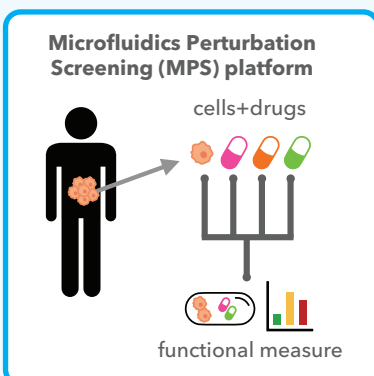 Microfluidics Perturbation
Screening (MPS) platform
cells+drugs
functional measure